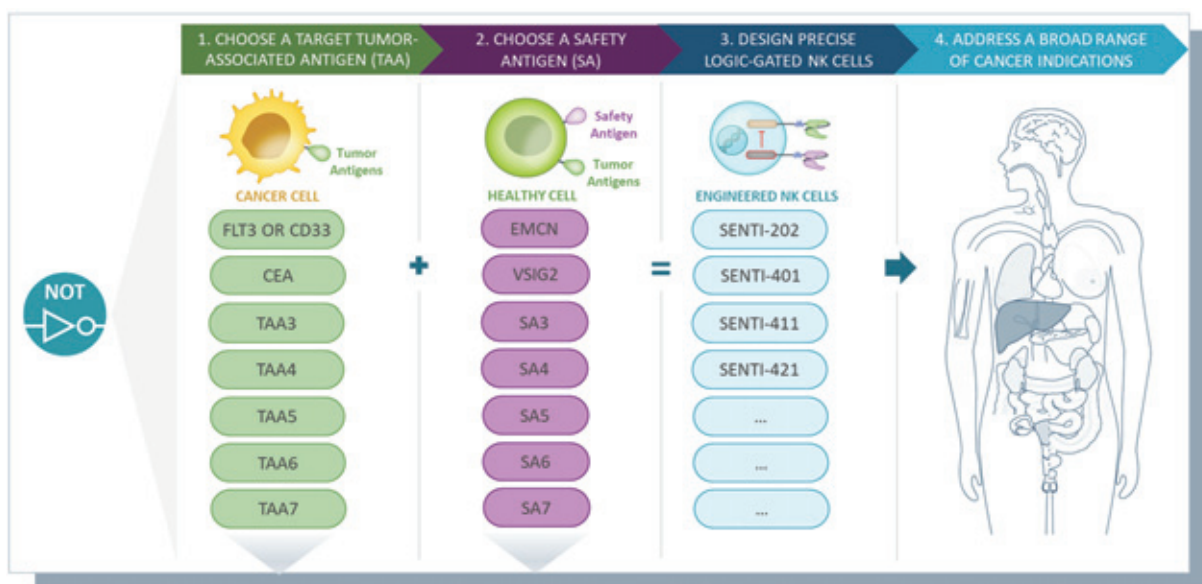 1. CHOOSE A TARGET TUMOR-
ASSOCIATED ANTIGEN (TAA)
2. CHOOSE A SAFETY
ANTIGEN (SA)
3. DESIGN PRECISE
LOGIC-GATED NK CELLS
4. ADDRESS A BROAD RANGE
OF CANCER INDICATIONS
Tumor
Antigens
Safety
Antigen
Tumor
Antigens
CANCER CELL
HEALTHY CELL
ENGINEERED NK CELLS
NOT
FLT3 OR CD33
+
EMCN
=
SENTI-202
CEA
VSIG2
SENTI-401
TAA3
SA3
SENTI-411
TAA4
SA4
SENTI-421
TAA5
SA5
...
TAA6
SA6
...
TAA7
SA7
...